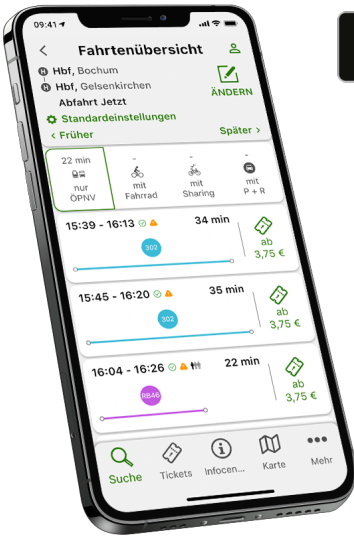 09:41
Fahrtenübersicht
H Hbf, Bochum
H Hbf, Gelsenkirchen
Abfahrt Jetzt
ÄNDERN
Standardeinstellungen
< Früher
Später >
22 min
nur
ÖPNV
-
mit
Fahrrad
-
mit
Sharing
-
mit
P + R
15:39 - 16:13
34 min
302
ab
3,75 €
15:45 - 16:20
35 min
302
ab
3,75 €
16:04 - 16:26
22 min
RB46
ab
3,75 €
Suche
Tickets
Infocen...
Karte
Mehr